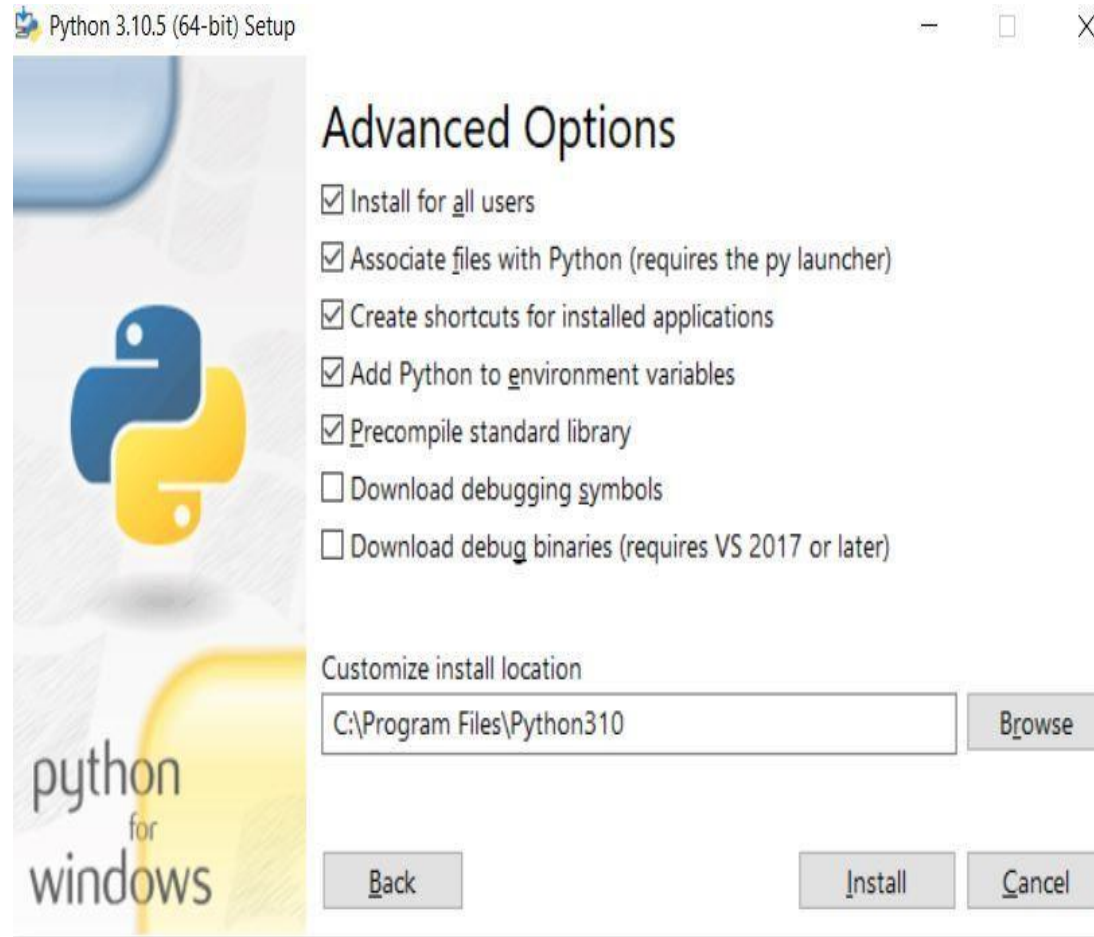 Python 3.10.5 (64-bit) Setup
Advanced Options
Install for all users
Associate files with Python (requires the py launcher)
Create shortcuts for installed applications
Add Python to environment variables
Precompile standard library
Download debugging symbols
Download debug binaries (requires VS 2017 or later)
Customize install location
C:\Program Files\Python310
Browse
python
for
windows
Back
Install
Cancel